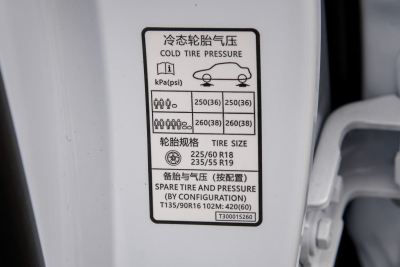 冷态轮胎气压
COLD TIRE PRESSURE
kPa(psi)
250(36) 250(36)
260(38) 260(38)
轮胎规格 TIRE SIZE
225/60 R18
235/55 R19
备胎与气压（按配置）
SPARE TIRE AND PRESSURE
(BY CONFIGURATION)
T135/90R16 102M: 420(60)
T300015260